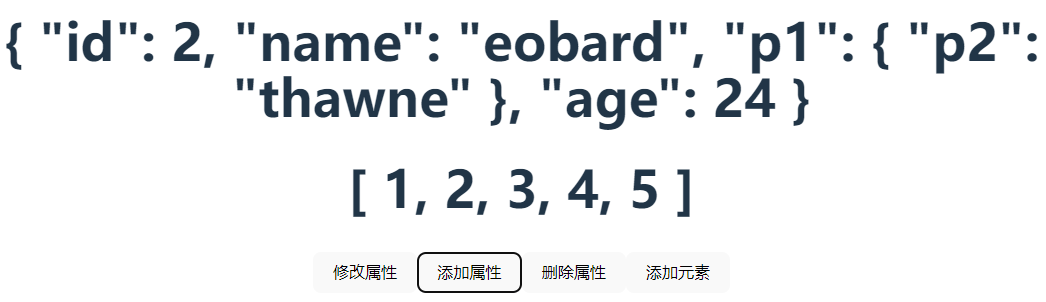 { "id": 2, "name": "eobard", "p1": { "p2":
"thawne" }, "age": 24 }
[ 1, 2, 3, 4, 5 ]
修改属性 添加属性 删除属性 添加元素